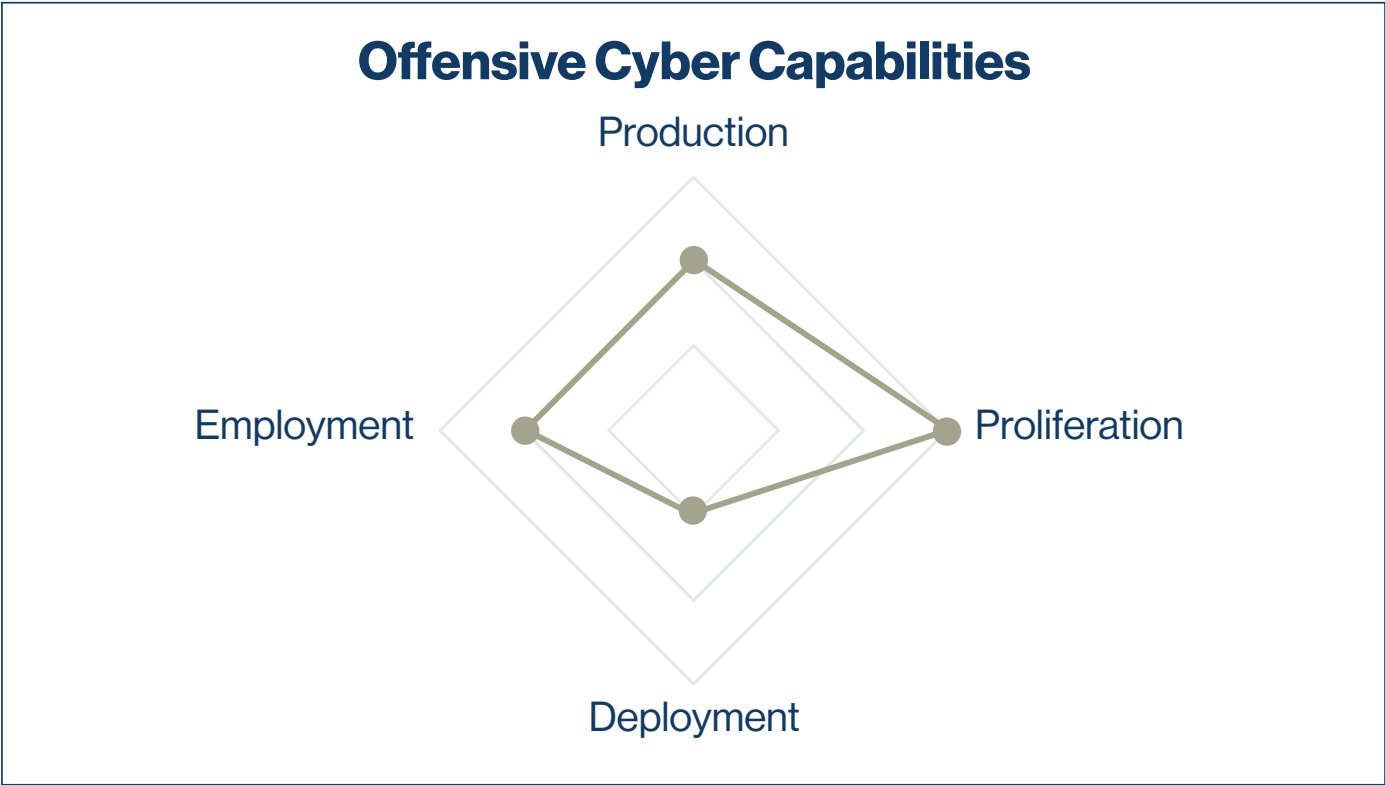 Offensive Cyber Capabilities
Production
Employment
Proliferation
Deployment